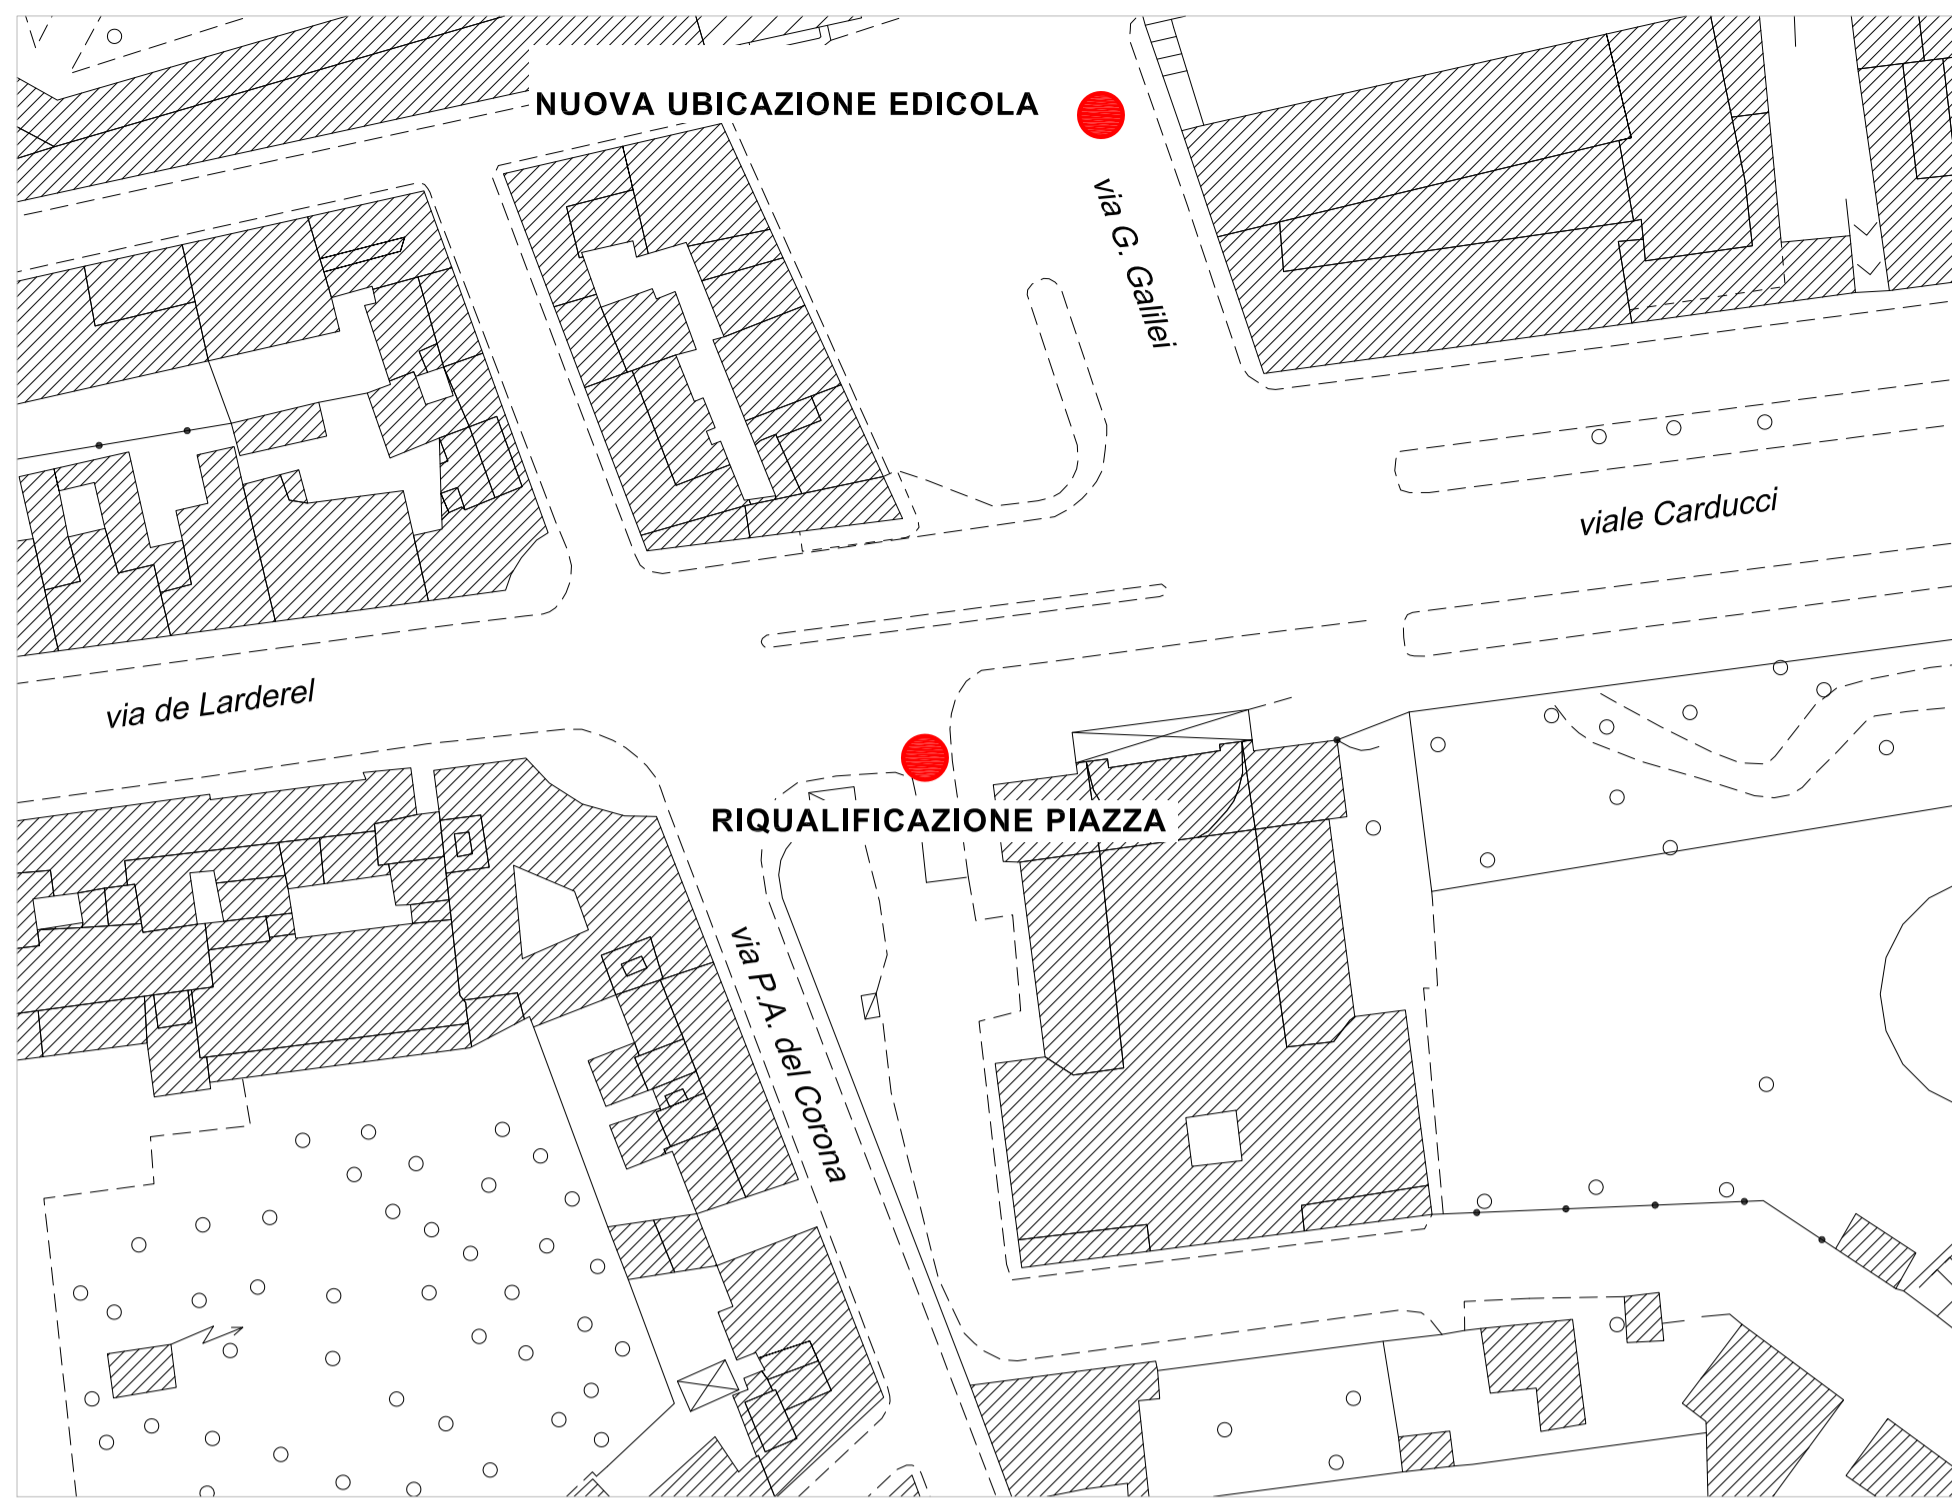 NUOVA UBICAZIONE EDICOLA
via G. Galilei
viale Carducci
via de Larderel
RIQUALIFICAZIONE PIAZZA
via P.A. del Corona